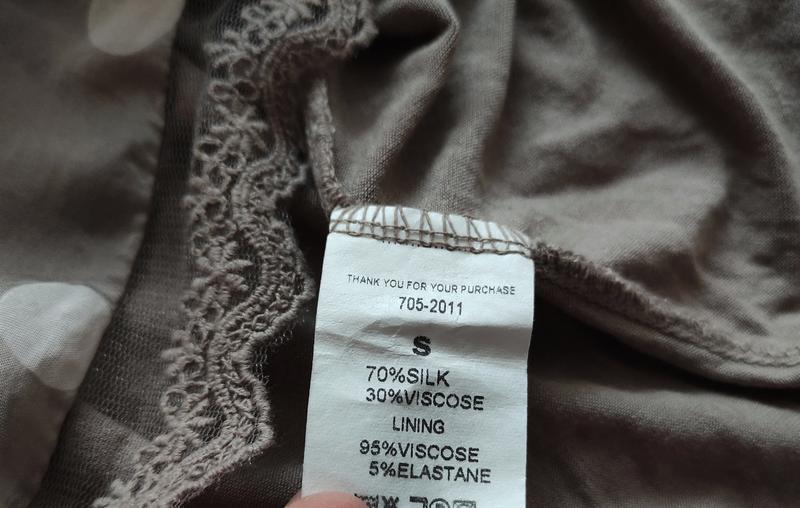 THANK YOU FOR YOUR PURCHASE
705-2011
S
70%SILK
30%VISCOSE
LINING
95%VISCOSE
5%ELASTANE